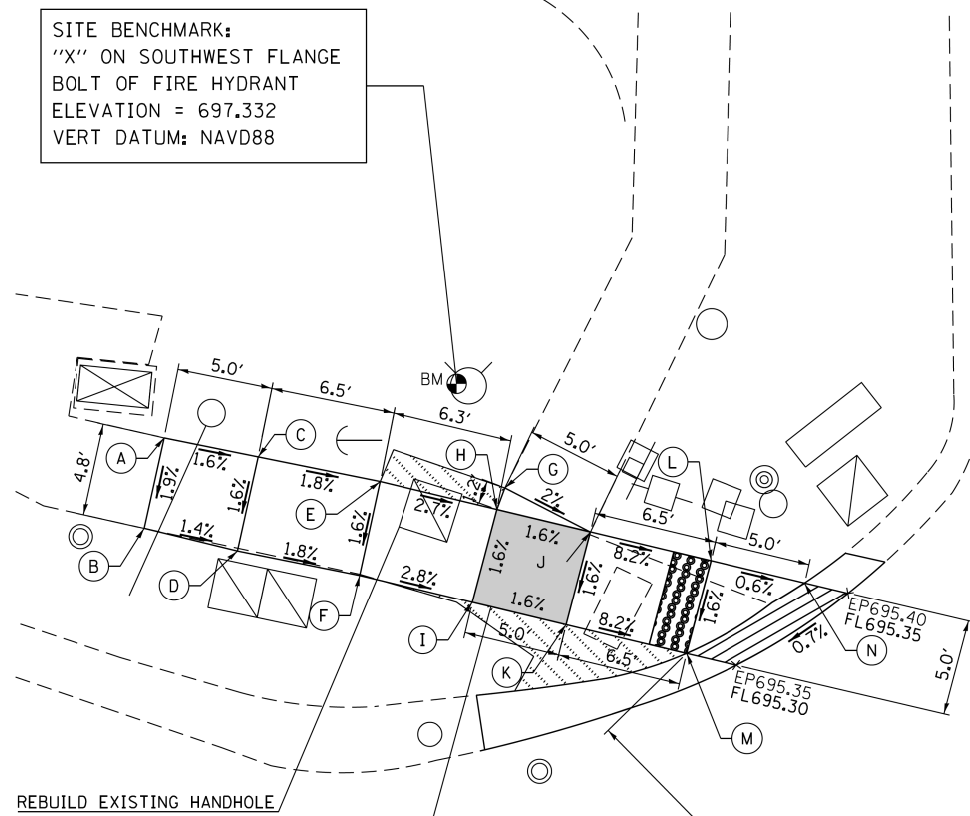 SITE BENCHMARK:
"X" ON SOUTHWEST FLANGE
BOLT OF FIRE HYDRANT
ELEVATION = 697.332
VERT DATUM: NAVD88
BM
5.0'
6.5'
6.3'
5.0'
4.8'
A
C
H
G
L
1.6%
1.9%
1.6%
1.8%
E
2.7%
2%
1.6%
6.5'
5.0'
B
1.4%
D
1.8%
1.6%
F
2.8%
1.6%
J
1.6%
1.6%
8.2%
8.2%
1.6%
0.6%
I
5.0'
K
6.5'
N
EP695.40
FL695.35
0.7%
5.0'
EP695.35
FL695.30
M
REBUILD EXISTING HANDHOLE